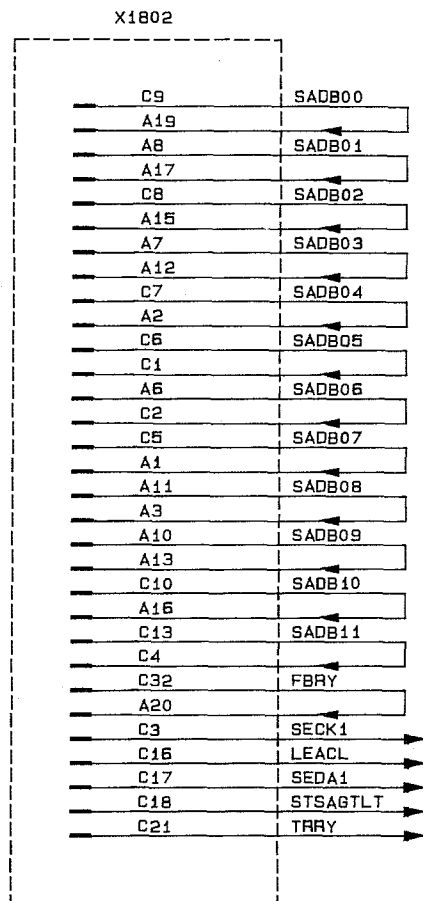 X1802
C9 SADB00
A19
A8 SADB01
A17
C8 SADB02
A15
A7 SADB03
A12
C7 SADB04
A2
C6 SADB05
C1
A6 SADB06
C2
C5 SADB07
A1
A11 SADB08
A3
A10 SADB09
A13
C10 SADB10
A16
C13 SADB11
C4
C32 FBRY
A20
C3 SECK1
C16 LEACL
C17 SEDA1
C18 STSAGTLT
C21 TRRY